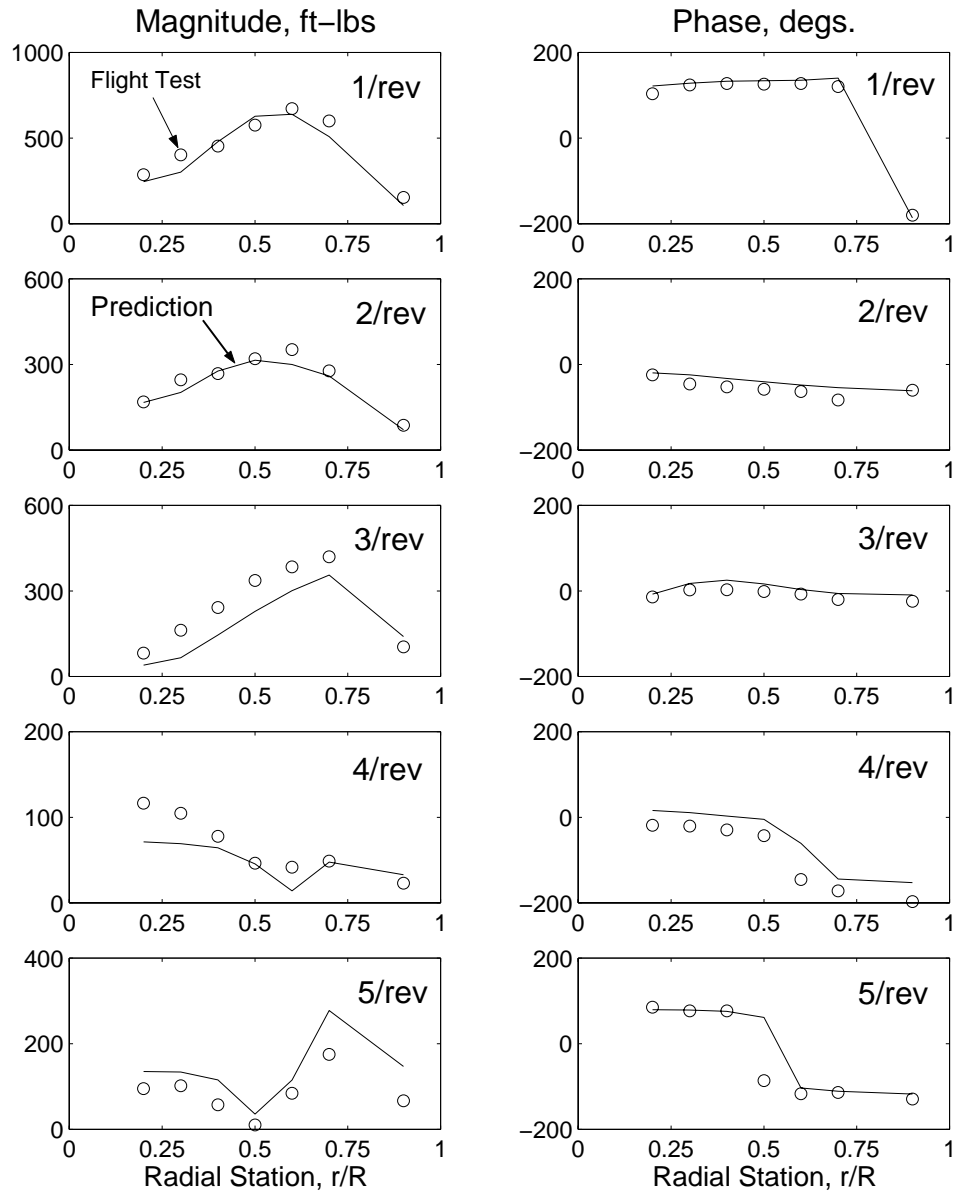 Magnitude, ft−lbs
Phase, degs.
1000
500
0
Flight Test
1/rev
0 0.25 0.5 0.75 1
200
0
−200
1/rev
0 0.25 0.5 0.75 1
600
300
0
Prediction
2/rev
0 0.25 0.5 0.75 1
200
0
−200
2/rev
0 0.25 0.5 0.75 1
600
300
0
3/rev
0 0.25 0.5 0.75 1
200
0
−200
3/rev
0 0.25 0.5 0.75 1
200
100
0
4/rev
0 0.25 0.5 0.75 1
200
0
−200
4/rev
0 0.25 0.5 0.75 1
400
200
0
5/rev
0 0.25 0.5 0.75 1
Radial Station, r/R
200
0
−200
5/rev
0 0.25 0.5 0.75 1
Radial Station, r/R